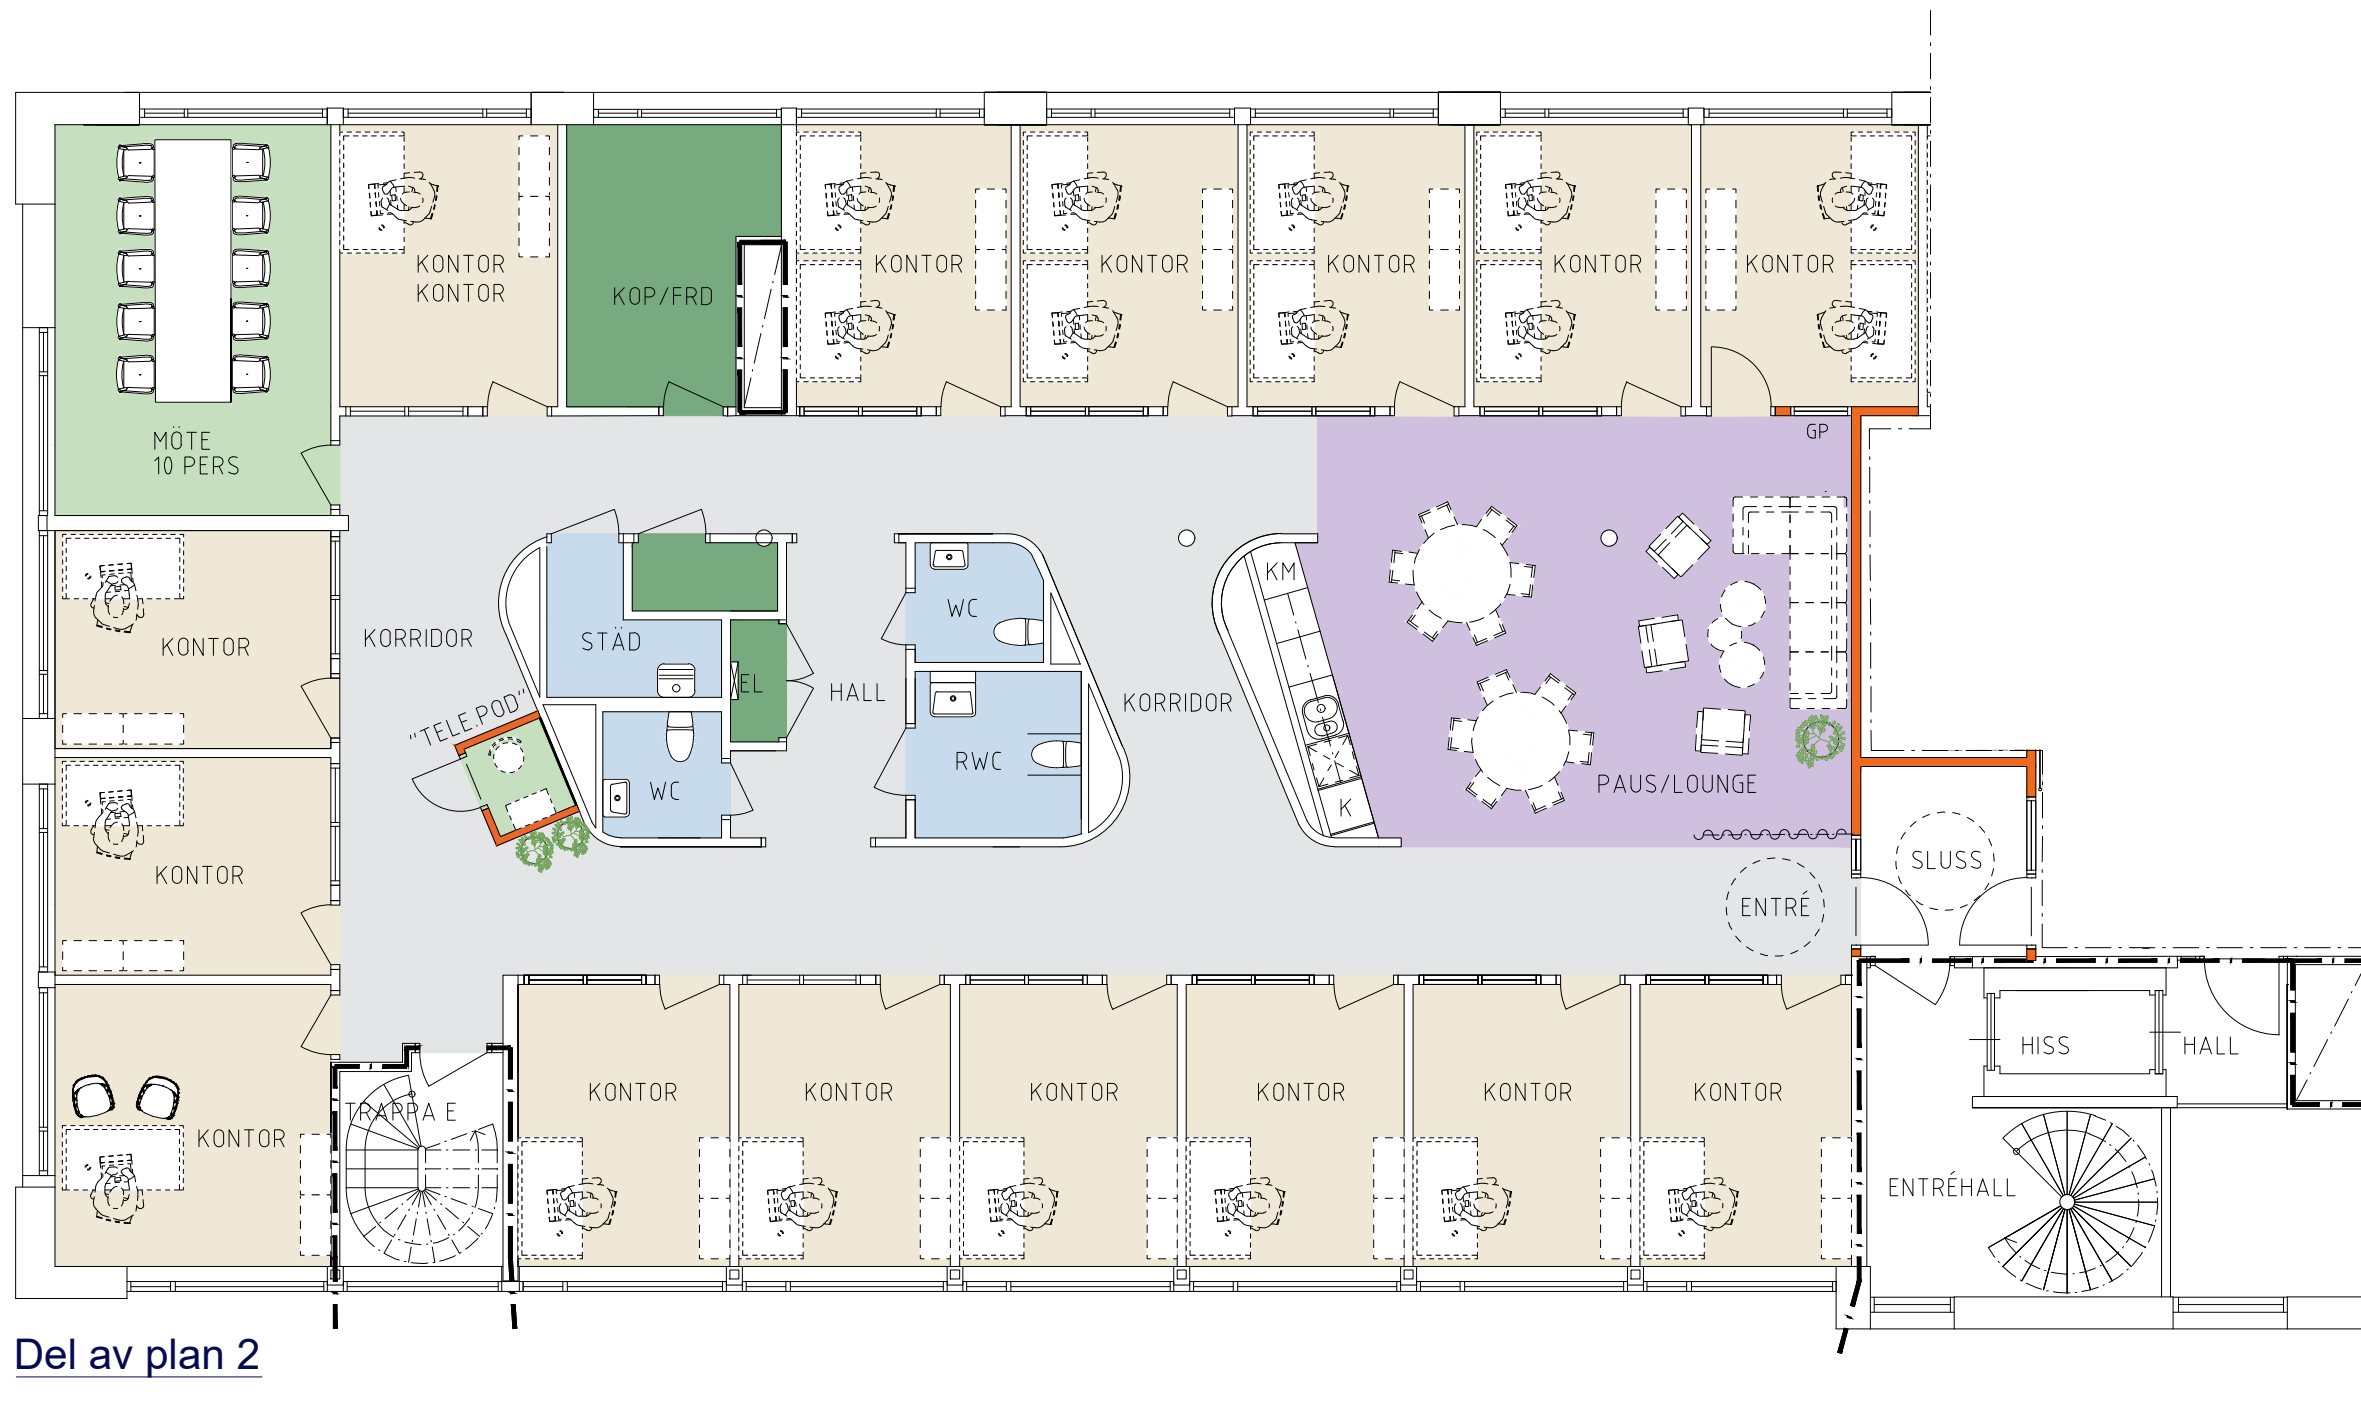 KONTOR
KONTOR
KOP/FRD
KONTOR
KONTOR
KONTOR
KONTOR
KONTOR
MÖTE
10 PERS
GP
KONTOR
KORRIDOR
STÄD
WC
KM
EL
HALL
KORRIDOR
"TELE.POD"
WC
RWC
K
PAUS/LOUNGE
KONTOR
ENTRÉ
SLUSS
HISS
HALL
KONTOR
TRAPPA E
KONTOR
KONTOR
KONTOR
KONTOR
KONTOR
KONTOR
ENTRÉHALL
Del av plan 2